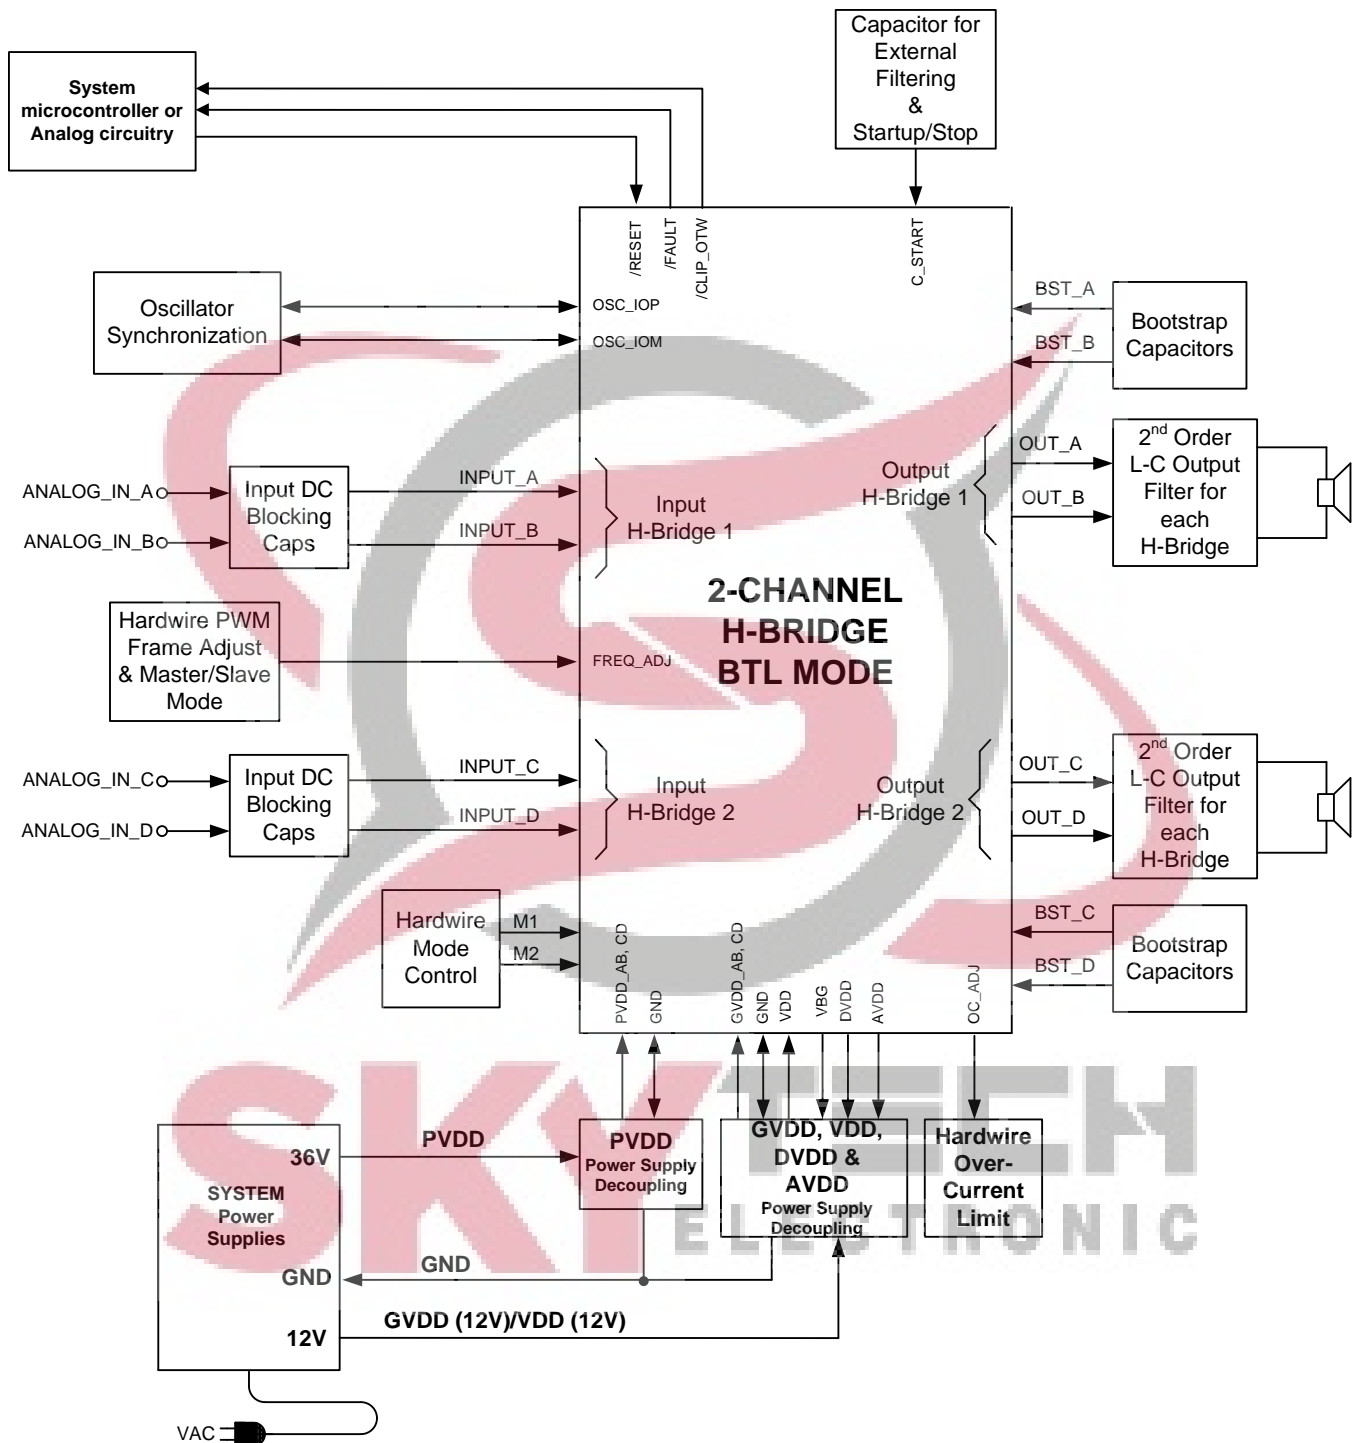 Capacitor for
External
Filtering
&
Startup/Stop
System
microcontroller or
Analog circuitry
/RESET
/FAULT
/CLIP_OTW
C_START
Oscillator
Synchronization
OSC_IOP
OSC_IOM
BST_A
BST_B
Bootstrap
Capacitors
ANALOG_IN_A
ANALOG_IN_B
Input DC
Blocking
Caps
INPUT_A
INPUT_B
Input
H-Bridge 1
Output
H-Bridge 1
OUT_A
OUT_B
2nd Order
L-C Output
Filter for
each
H-Bridge
2-CHANNEL
H-BRIDGE
BTL MODE
Hardwire PWM
Frame Adjust
& Master/Slave
Mode
FREQ_ADJ
ANALOG_IN_C
ANALOG_IN_D
Input DC
Blocking
Caps
INPUT_C
INPUT_D
Input
H-Bridge 2
Output
H-Bridge 2
OUT_C
OUT_D
2nd Order
L-C Output
Filter for
each
H-Bridge
Hardwire
Mode
Control
M1
M2
BST_C
BST_D
Bootstrap
Capacitors
PVDD_AB, CD
GND
GVDD_AB, CD
GND
VDD
VBG
DVDD
AVDD
OC_ADJ
SKYTECH
ELECTRONIC
36V
SYSTEM
Power
Supplies
GND
12V
PVDD
PVDD
Power Supply
Decoupling
GVDD, VDD,
DVDD &
AVDD
Power Supply
Decoupling
Hardwire
Over-
Current
Limit
GND
GVDD (12V)/VDD (12V)
VAC